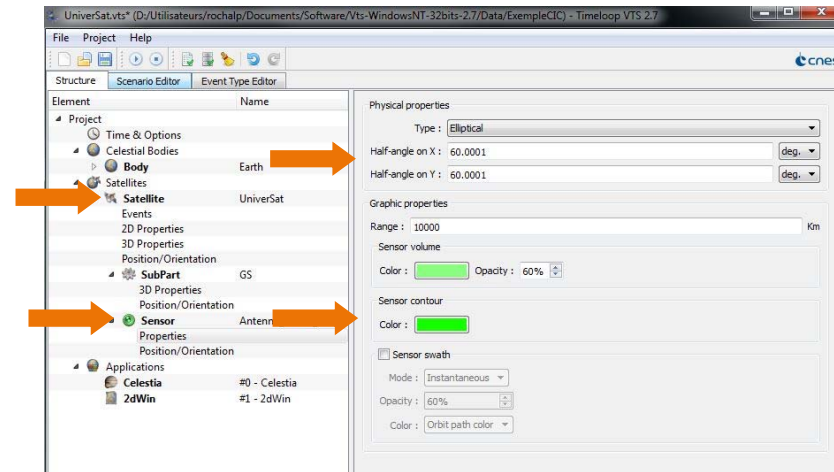 UniverSat.vts* (D:/Utilisateurs/rochalp/Documents/Software/Vts-WindowsNT-32bits-2.7/Data/ExempleCIC) - Timeloop VTS 2.7
File Project Help
cnes
Structure Scenario Editor Event Type Editor
Element Name
Project
Time & Options
Celestial Bodies
Body Earth
Satellites
Satellite UniverSat
Events
2D Properties
3D Properties
Position/Orientation
SubPart GS
3D Properties
Position/Orientation
Sensor Antenn
Properties
Position/Orientation
Applications
Celestia #0 - Celestia
2dWin #1 - 2dWin
Physical properties
Type : Elliptical
Half-angle on X : 60.0001 deg.
Half-angle on Y : 60.0001 deg.
Graphic properties
Range : 10000 Km
Sensor volume
Color : Opacity : 60%
Sensor contour
Color :
Sensor swath
Mode : Instantaneous
Opacity : 60%
Color : Orbit path color